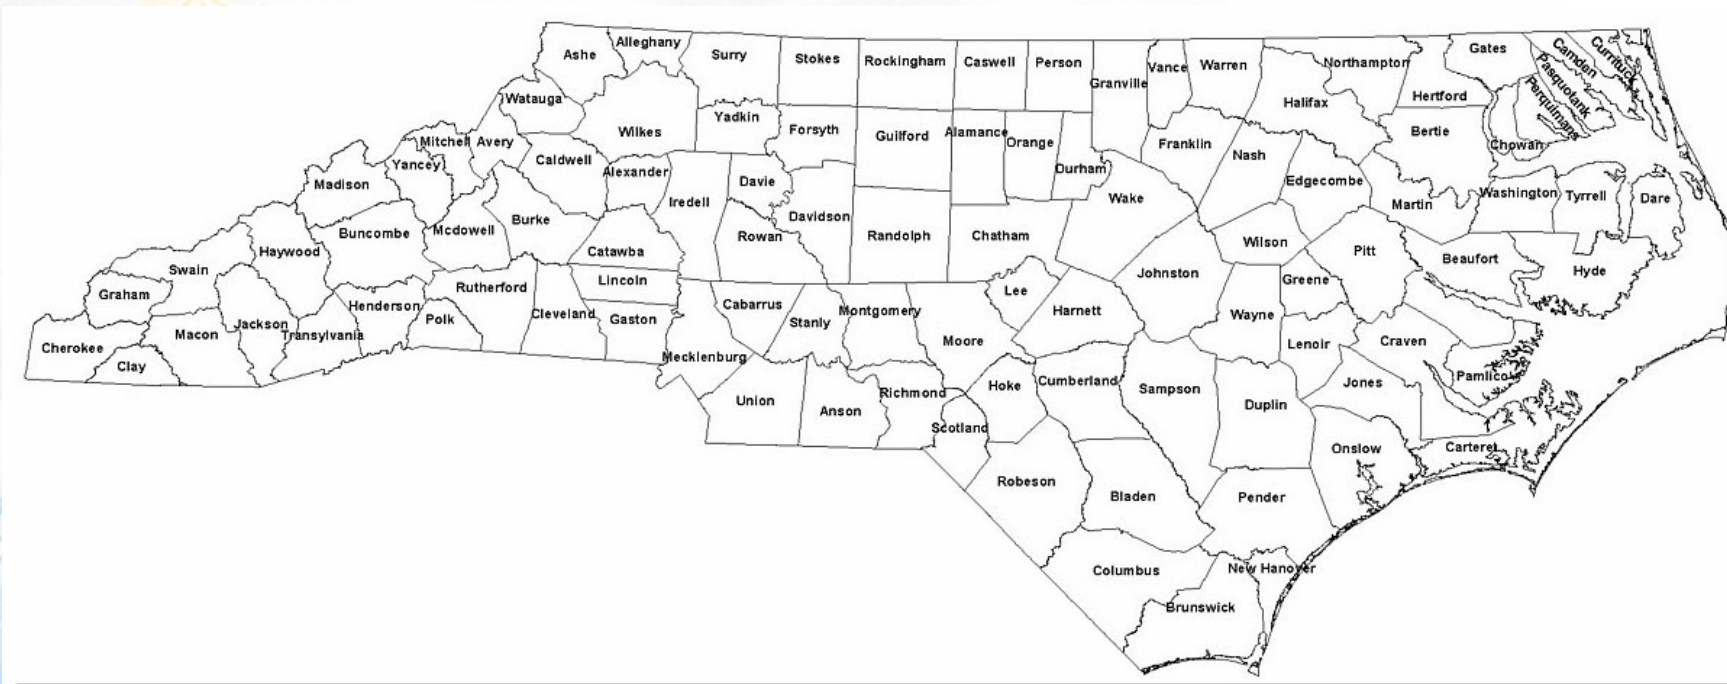 Ashe
Alleghany
Surry
Stokes
Rockingham
Caswell
Person
Granville
Vance
Warren
Northampton
Gates
Camden
Currituck
Pasquotank
Perquimans
Hertford
Halifax
Watauga
Wilkes
Yadkin
Forsyth
Guilford
Alamance
Orange
Durham
Franklin
Nash
Edgecombe
Bertie
Chowan
Mitchell
Avery
Caldwell
Alexander
Iredell
Davie
Davidson
Wake
Martin
Washington
Tyrrell
Dare
Madison
Yancey
Buncombe
Mcdowell
Burke
Catawba
Rowan
Randolph
Chatham
Wilson
Pitt
Beaufort
Hyde
Haywood
Swain
Graham
Rutherford
Lincoln
Johnston
Greene
Henderson
Polk
Cleveland
Gaston
Cabarrus
Stanly
Montgomery
Lee
Harnett
Wayne
Cherokee
Clay
Macon
Jackson
Transylvania
Mecklenburg
Moore
Lenoir
Craven
Pamlico
Union
Anson
Richmond
Hoke
Cumberland
Sampson
Duplin
Jones
Scotland
Onslow
Carteret
Robeson
Bladen
Pender
Columbus
New Hanover
Brunswick